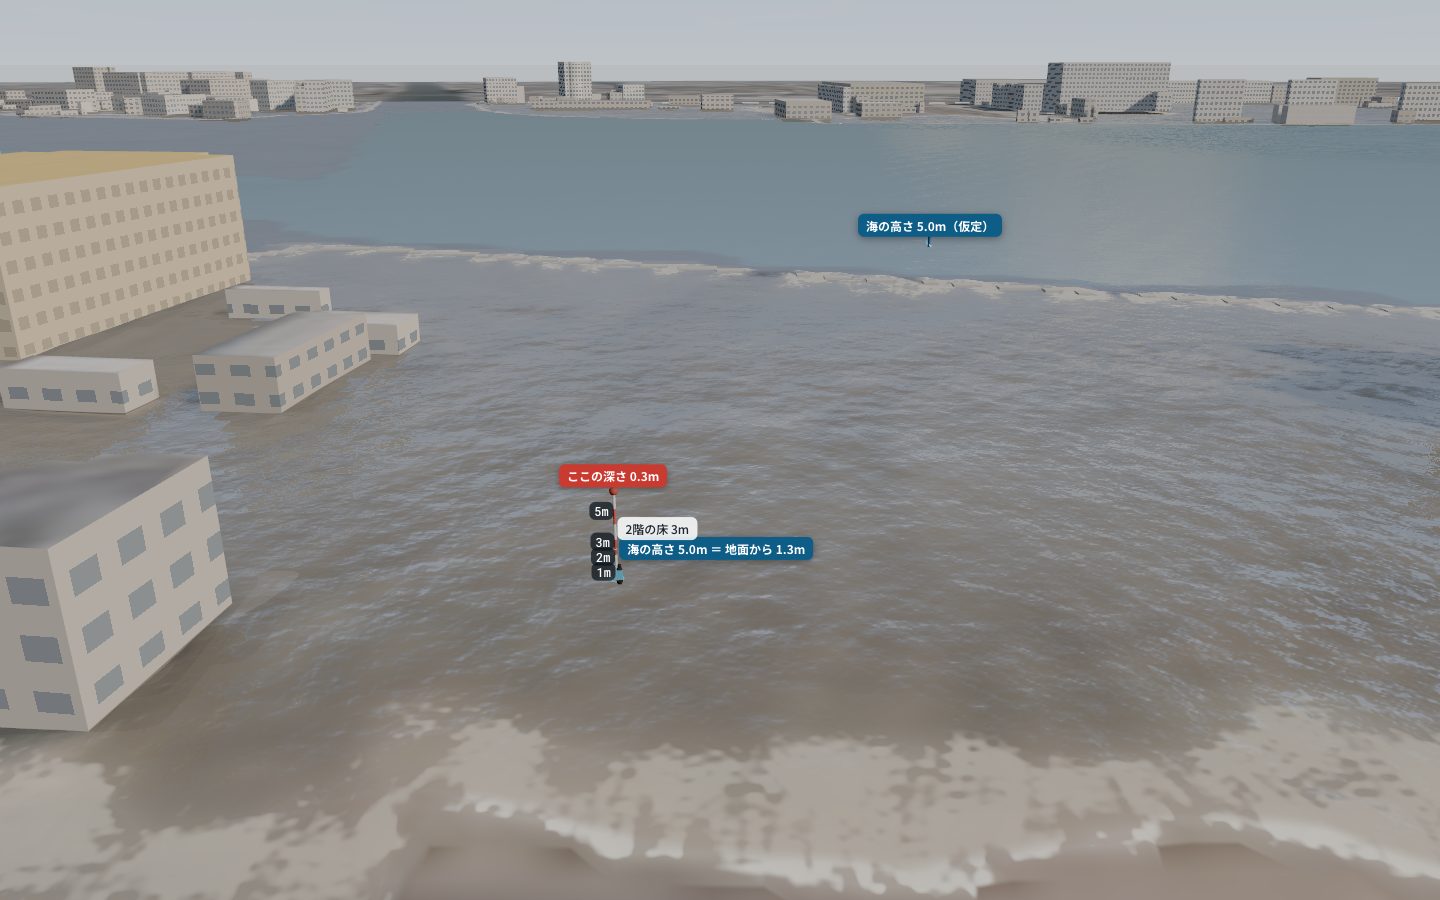 海の高さ 5.0m（仮定）
ここの深さ 0.3m
5m
2階の床 3m
3m
海の高さ 5.0m ＝ 地面から 1.3m
2m
1m